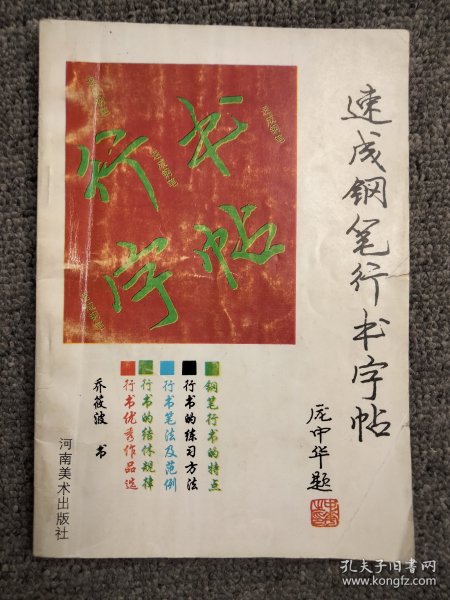 速成钢笔行书字帖
庞中华题
行书
字帖
钢笔行书的特点
行书的练习方法
行书笔法及范例
行书的结体规律
行书优秀作品选
乔筱波 书
河南美术出版社
孔夫子旧书网
www.kongfz.com